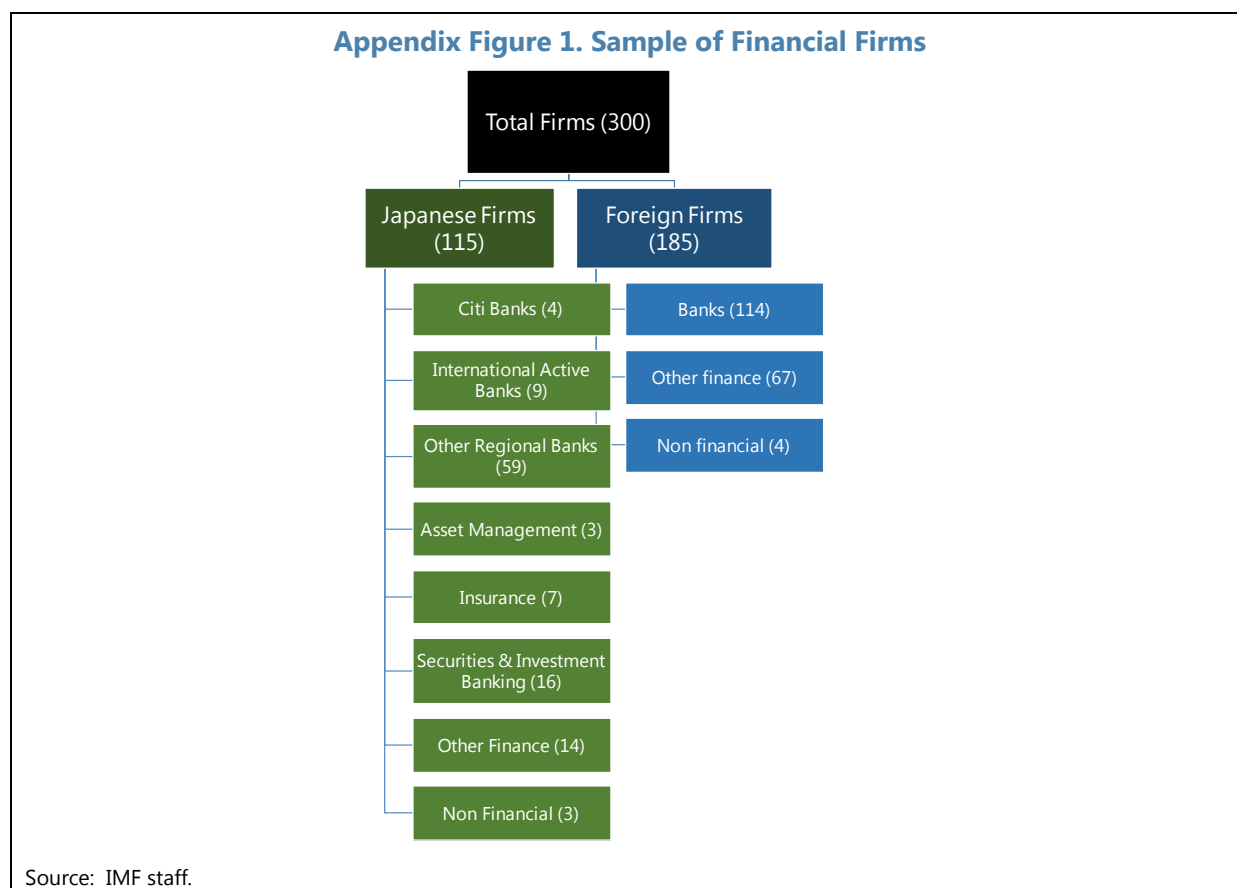 Appendix Figure 1. Sample of Financial Firms
Total Firms (300)
Japanese Firms
(115)
Foreign Firms
(185)
Citi Banks (4)
International Active
Banks (9)
Other Regional Banks
(59)
Asset Management (3)
Insurance (7)
Securities & Investment
Banking (16)
Other Finance (14)
Non Financial (3)
Banks (114)
Other finance (67)
Non financial (4)
Source: IMF staff.